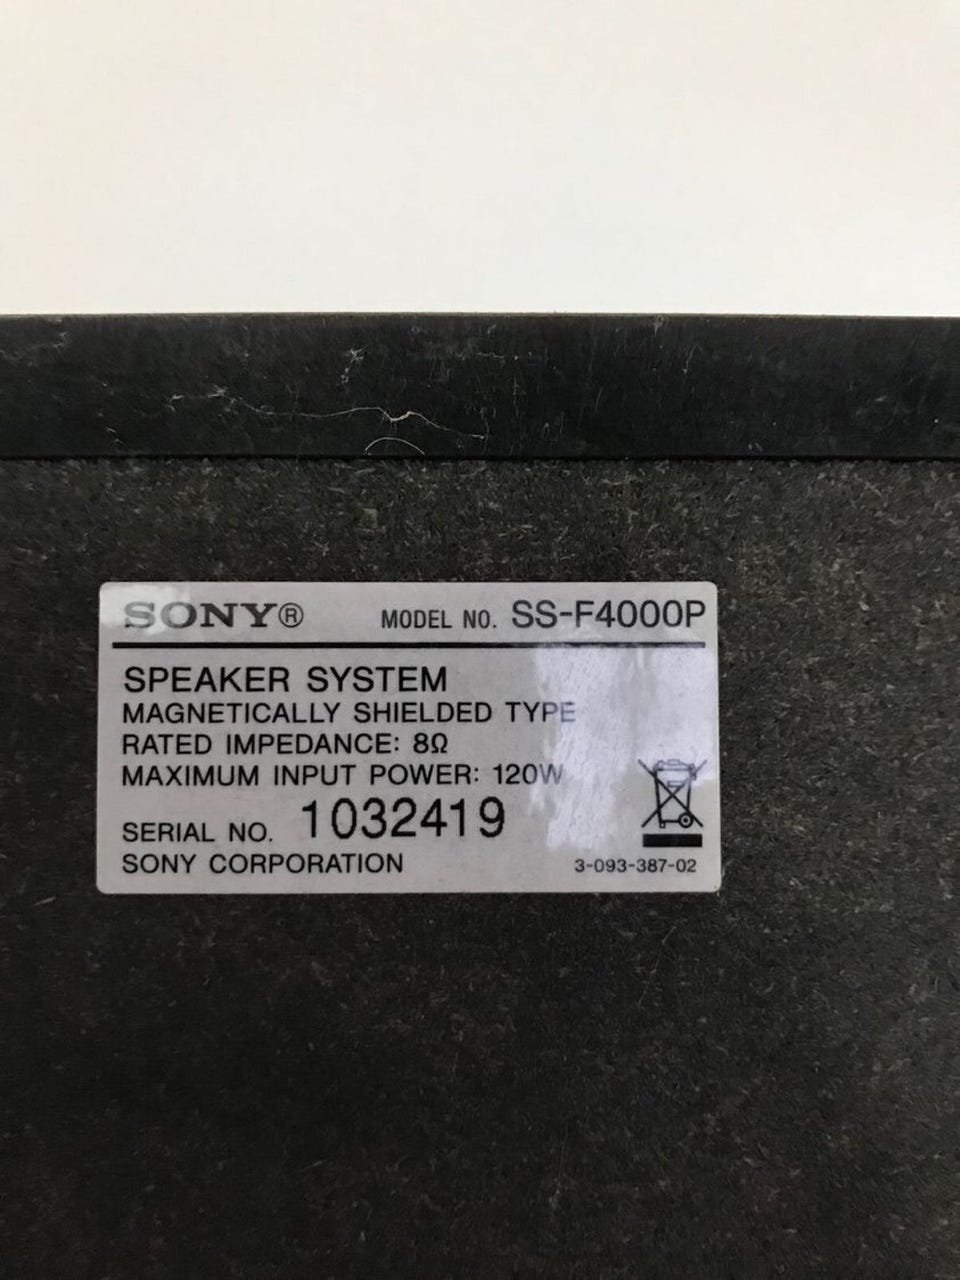 SONY® MODEL NO. SS-F4000P
SPEAKER SYSTEM
MAGNETICALLY SHIELDED TYPE
RATED IMPEDANCE: 8Ω
MAXIMUM INPUT POWER: 120W
SERIAL NO. 1032419
SONY CORPORATION 3-093-387-02